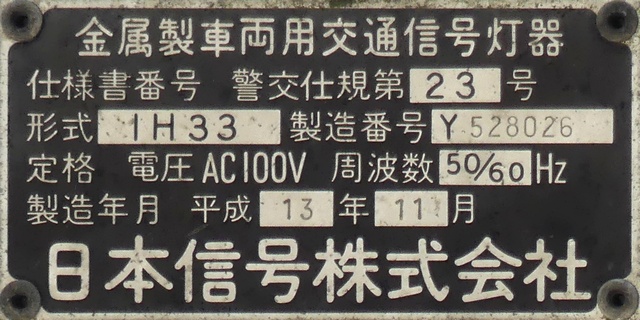 金属製車両用交通信号灯器
仕様書番号 警交仕規第 23 号
形式 1H33 製造番号 Y 528026
定格 電圧 AC100V 周波数 50/60 Hz
製造年月 平成 13 年 11 月
日本信号株式会社